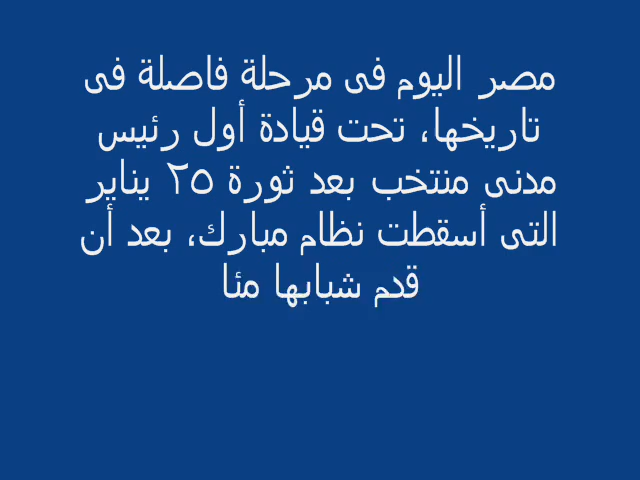 مصر اليوم فى مرحلة فاصلة فى
تاريخها، تحت قيادة أول رئيس
مدنى منتخب بعد ثورة ٢٥ يناير
التى أسقطت نظام مبارك، بعد أن
قدم شبابها مئا